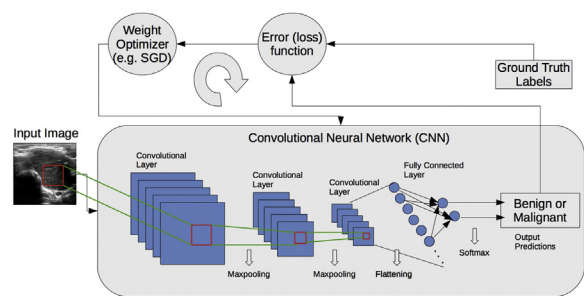 Weight
Optimizer
(e.g. SGD)
Error (loss)
function
Ground Truth
Labels
Input Image
Convolutional Neural Network (CNN)
Convolutional
Layer
Convolutional
Layer
Convolutional
Layer
Fully Connected
Layer
Benign or
Malignant
Output
Predictions
Maxpooling
Maxpooling
Flattening
Softmax